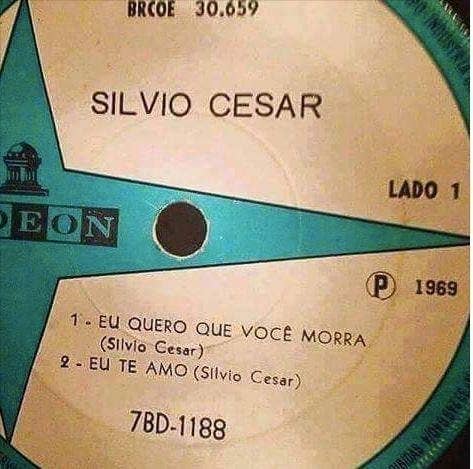 BRCOE 30.659
SILVIO CESAR
LADO 1
DEON
P 1969
1 - EU QUERO QUE VOCÊ MORRA
(Silvio Cesar)
2 - EU TE AMO (Silvio Cesar)
7BD-1188